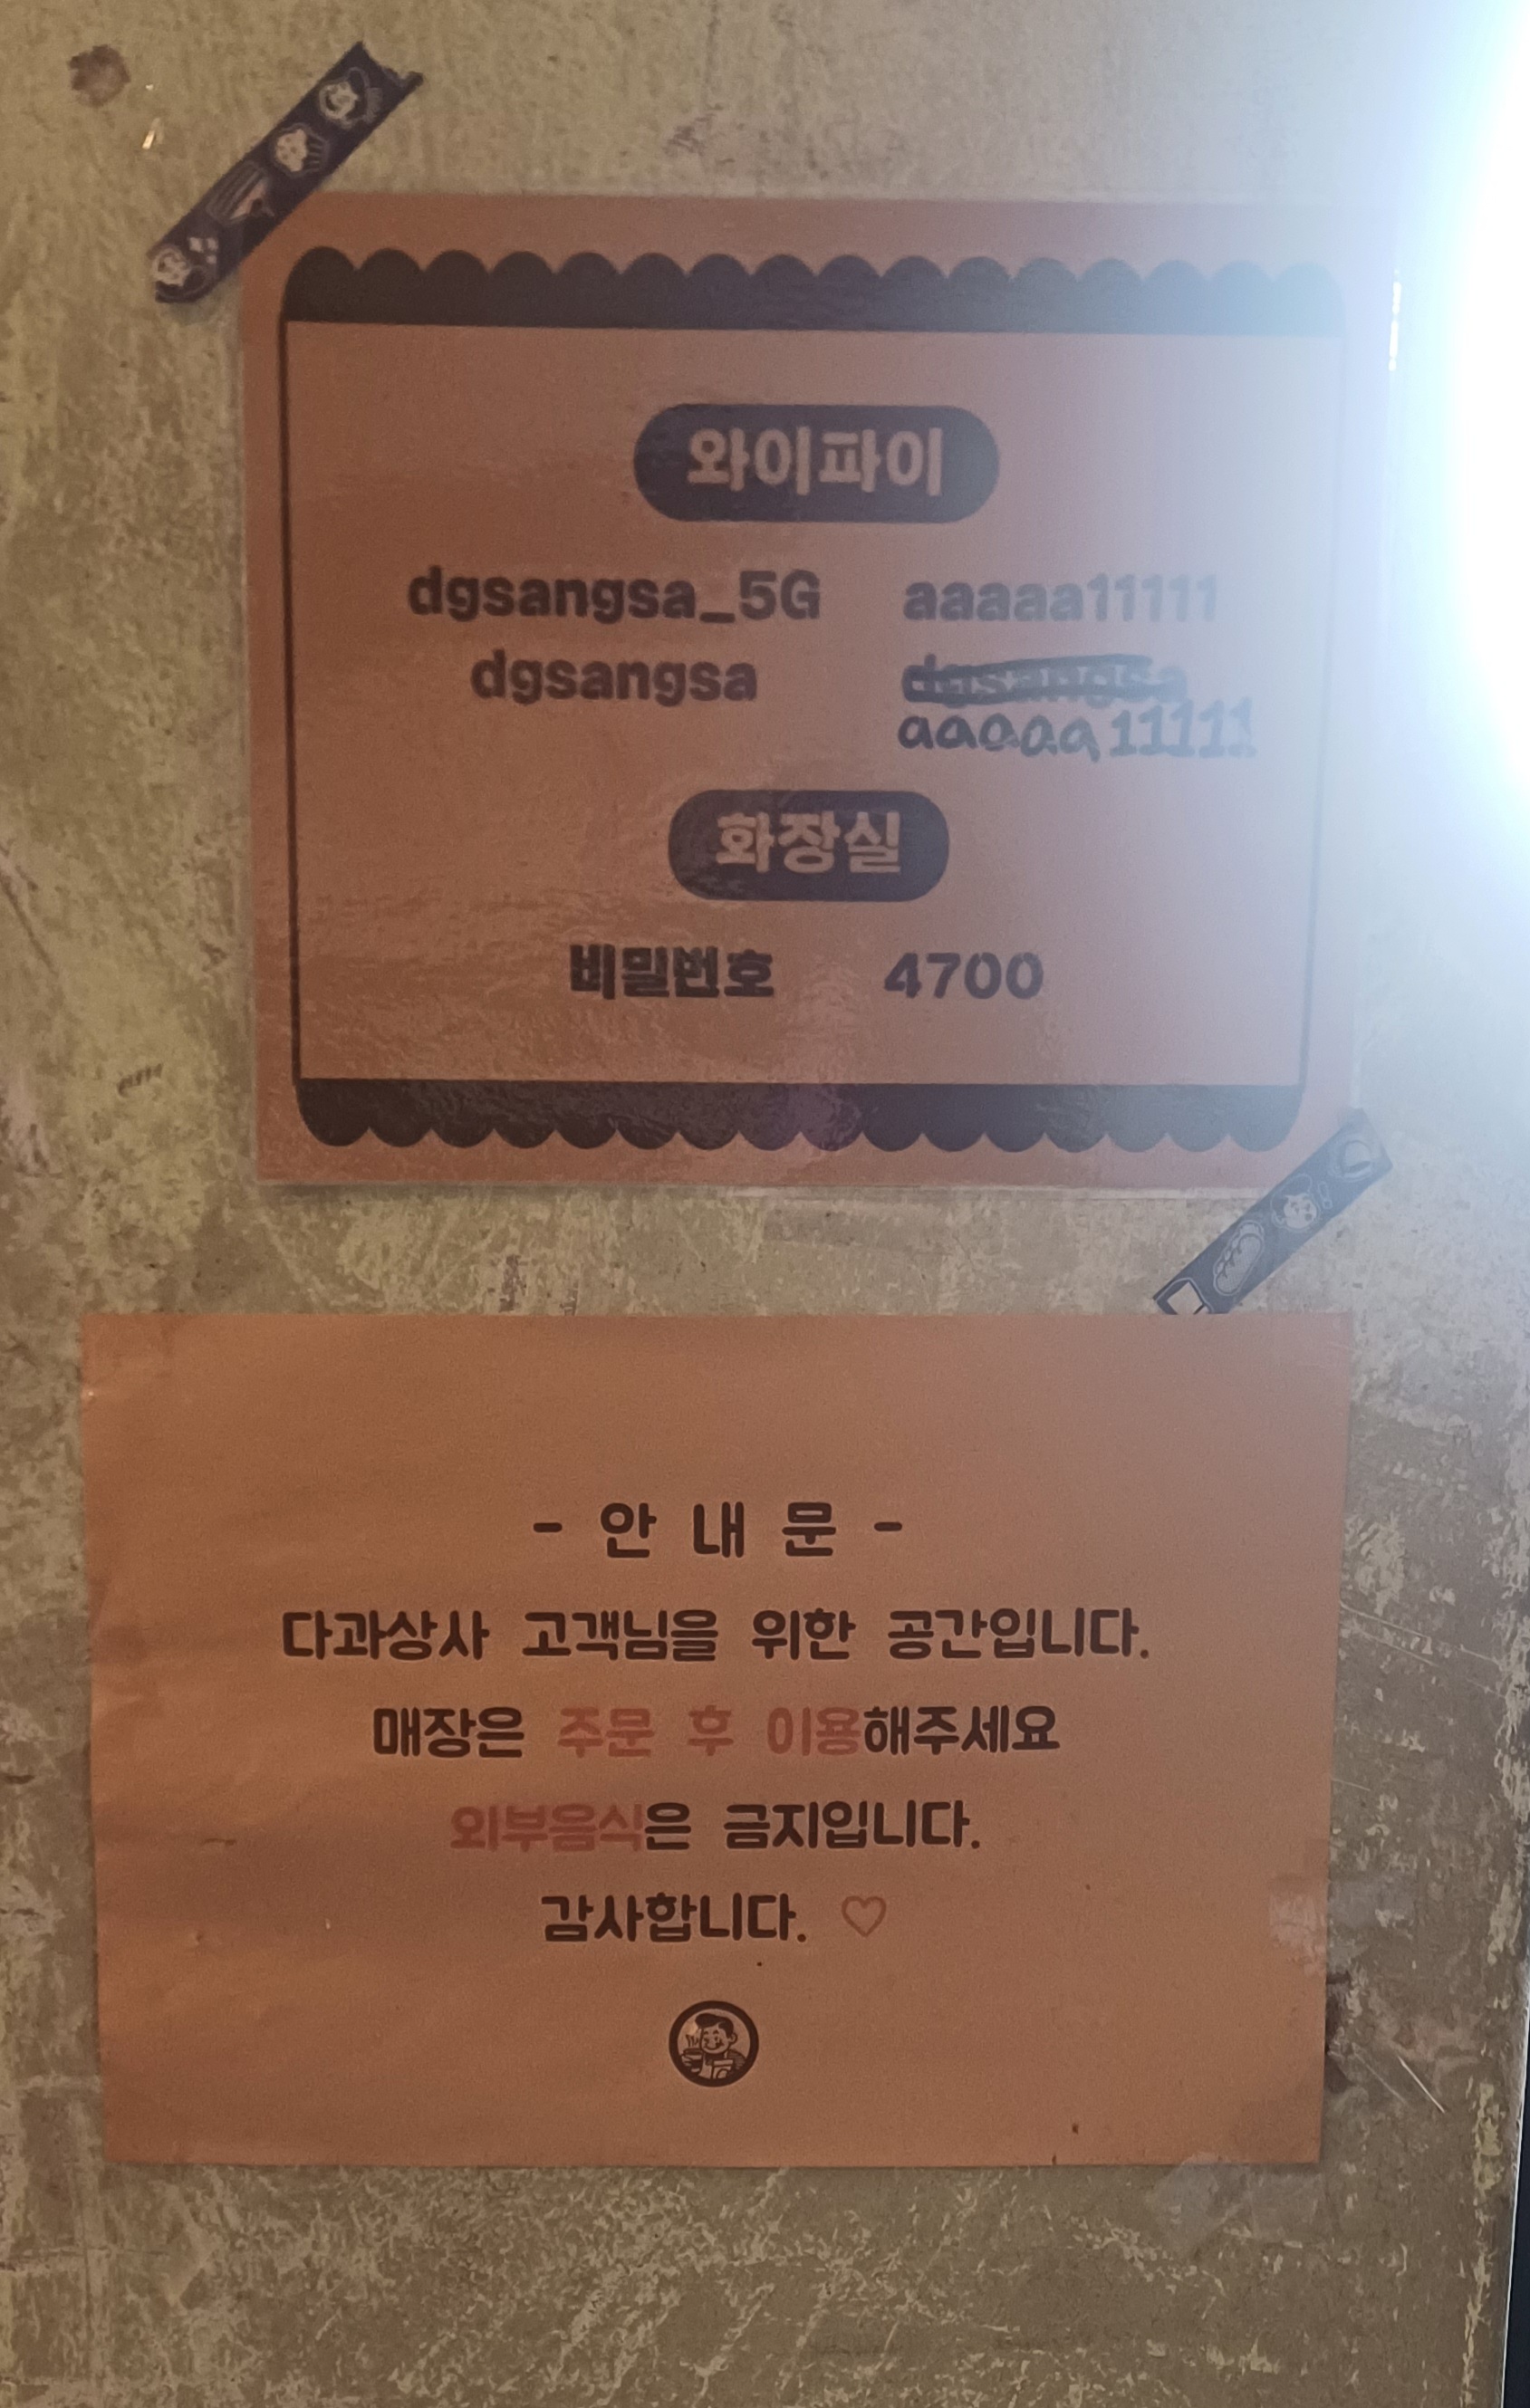 와이파이
dgsangsa_5G aaaaa11111
dgsangsa dgsangsa
aaaaa11111
화장실
비밀번호 4700
- 안 내 문 -
다과상사 고객님을 위한 공간입니다.
매장은 주문 후 이용해주세요
외부음식은 금지입니다.
감사합니다. ♡